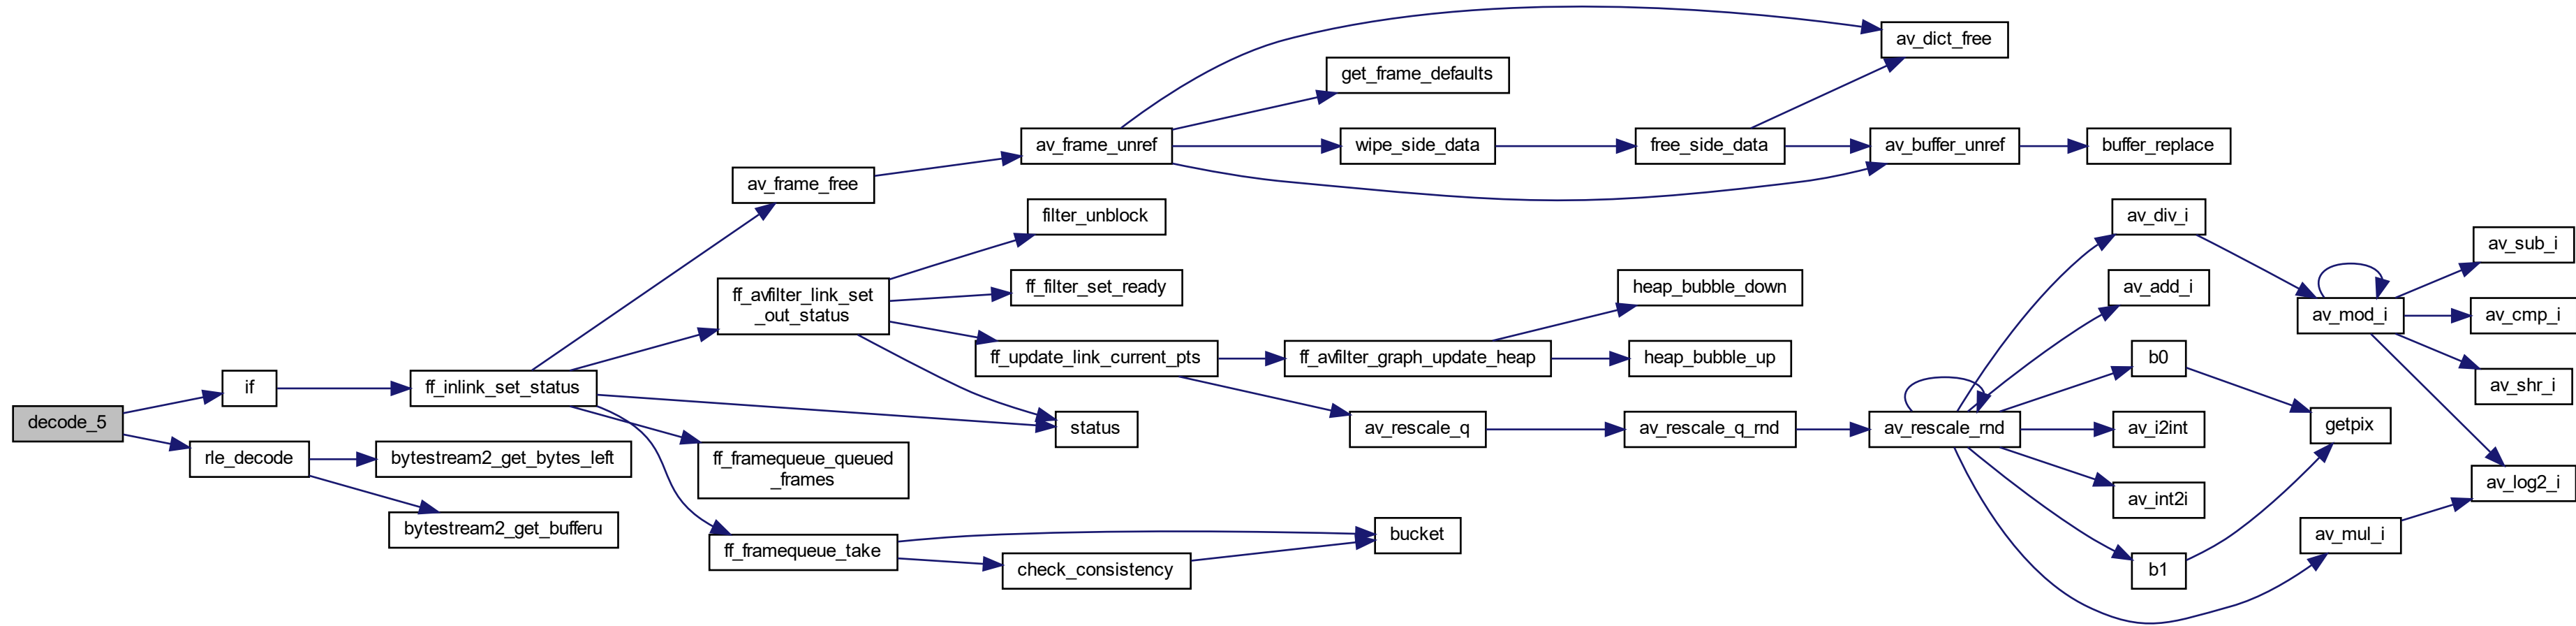 decode_5
if
rle_decode
ff_inlink_set_status
bytestream2_get_bytes_left
bytestream2_get_bufferu
av_frame_free
ff_avfilter_link_set
_out_status
ff_framequeue_queued
_frames
ff_framequeue_take
av_frame_unref
filter_unblock
ff_filter_set_ready
ff_update_link_current_pts
status
check_consistency
get_frame_defaults
wipe_side_data
ff_avfilter_graph_update_heap
av_rescale_q
bucket
free_side_data
heap_bubble_down
heap_bubble_up
av_rescale_q_rnd
av_dict_free
av_buffer_unref
av_rescale_rnd
buffer_replace
av_div_i
av_add_i
b0
av_i2int
av_int2i
b1
av_mod_i
getpix
av_mul_i
av_sub_i
av_cmp_i
av_shr_i
av_log2_i